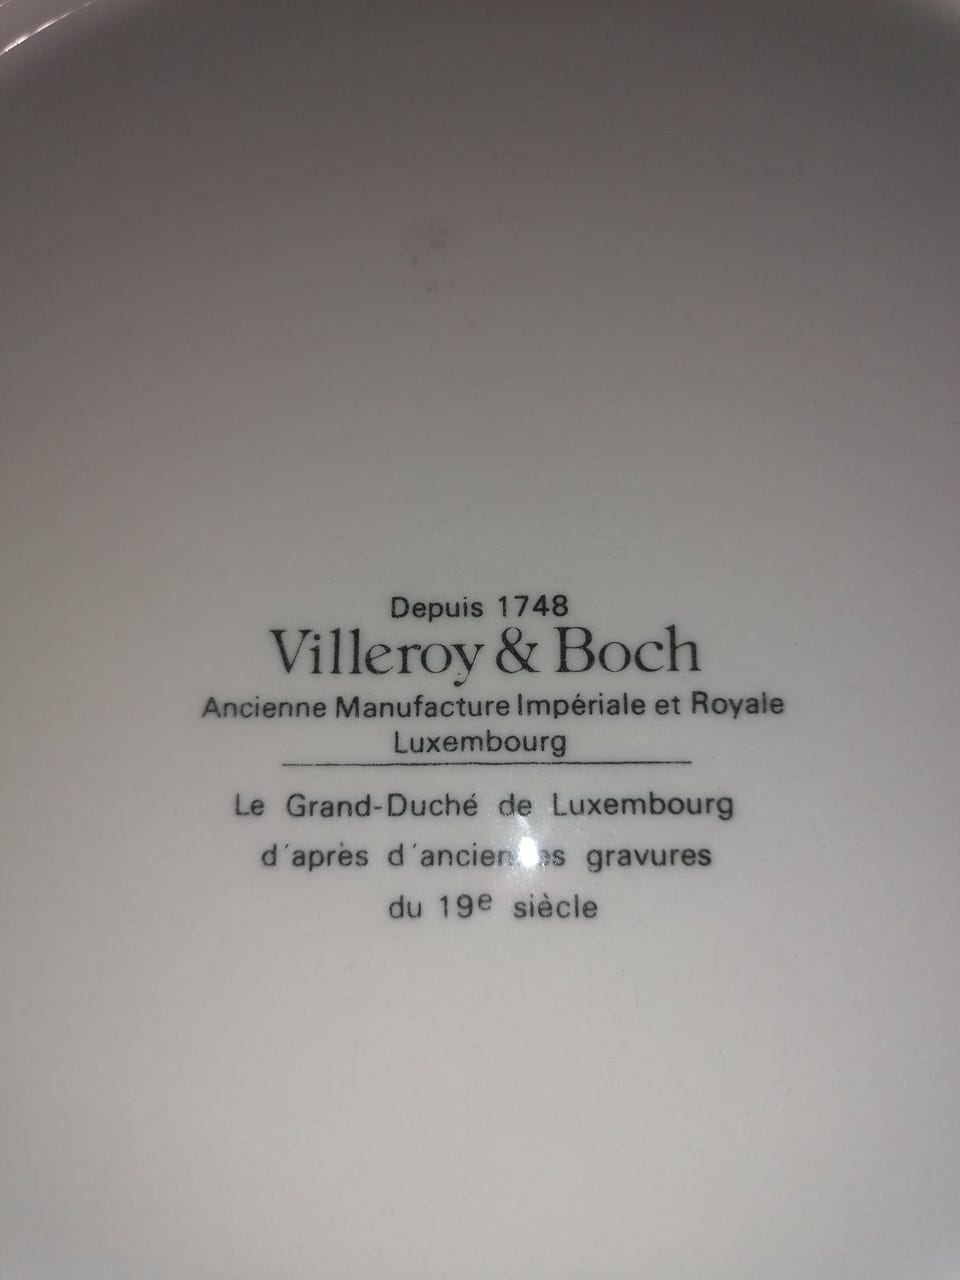 Depuis 1748
Villeroy & Boch
Ancienne Manufacture Impériale et Royale
Luxembourg
Le Grand-Duché de Luxembourg
d´après d´anciennes gravures
du 19e siècle